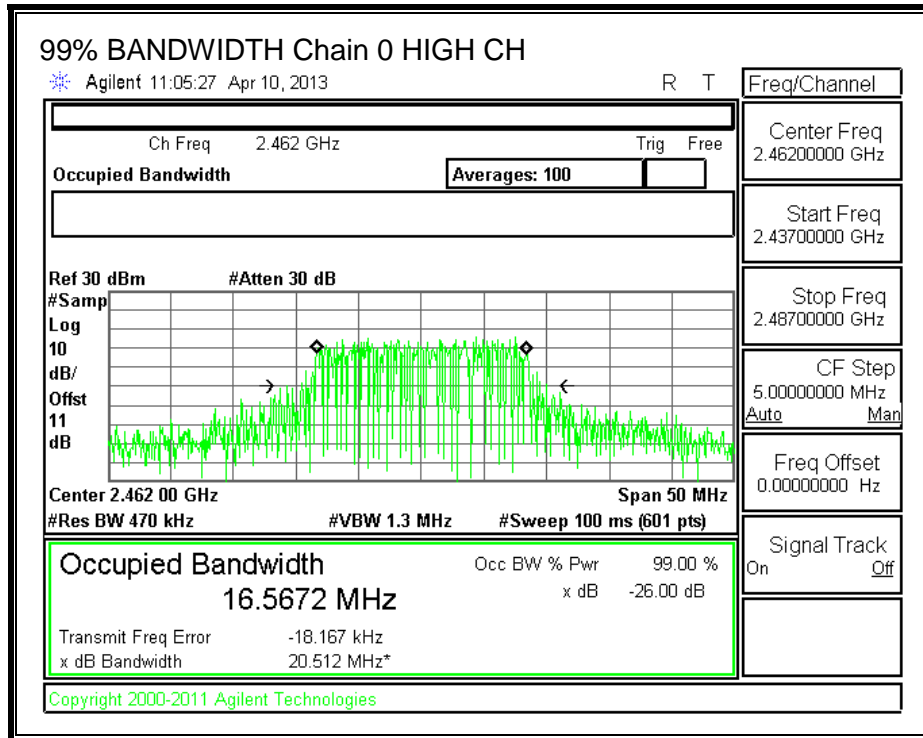 99% BANDWIDTH Chain 0 HIGH CH
Agilent 11:05:27 Apr 10, 2013 R T
Freq/Channel
Ch Freq 2.462 GHz Trig Free
Occupied Bandwidth Averages: 100
Center Freq
2.46200000 GHz
Start Freq
2.43700000 GHz
Stop Freq
2.48700000 GHz
CF Step
5.00000000 MHz
Auto Man
Freq Offset
0.00000000 Hz
Signal Track
On Off
Ref 30 dBm #Atten 30 dB
#Samp
Log
10
dB/
Offst
11
dB
Center 2.462 00 GHz Span 50 MHz
#Res BW 470 kHz #VBW 1.3 MHz #Sweep 100 ms (601 pts)
Occupied Bandwidth Occ BW % Pwr 99.00 %
16.5672 MHz x dB -26.00 dB
Transmit Freq Error -18.167 kHz
x dB Bandwidth 20.512 MHz*
Copyright 2000-2011 Agilent Technologies